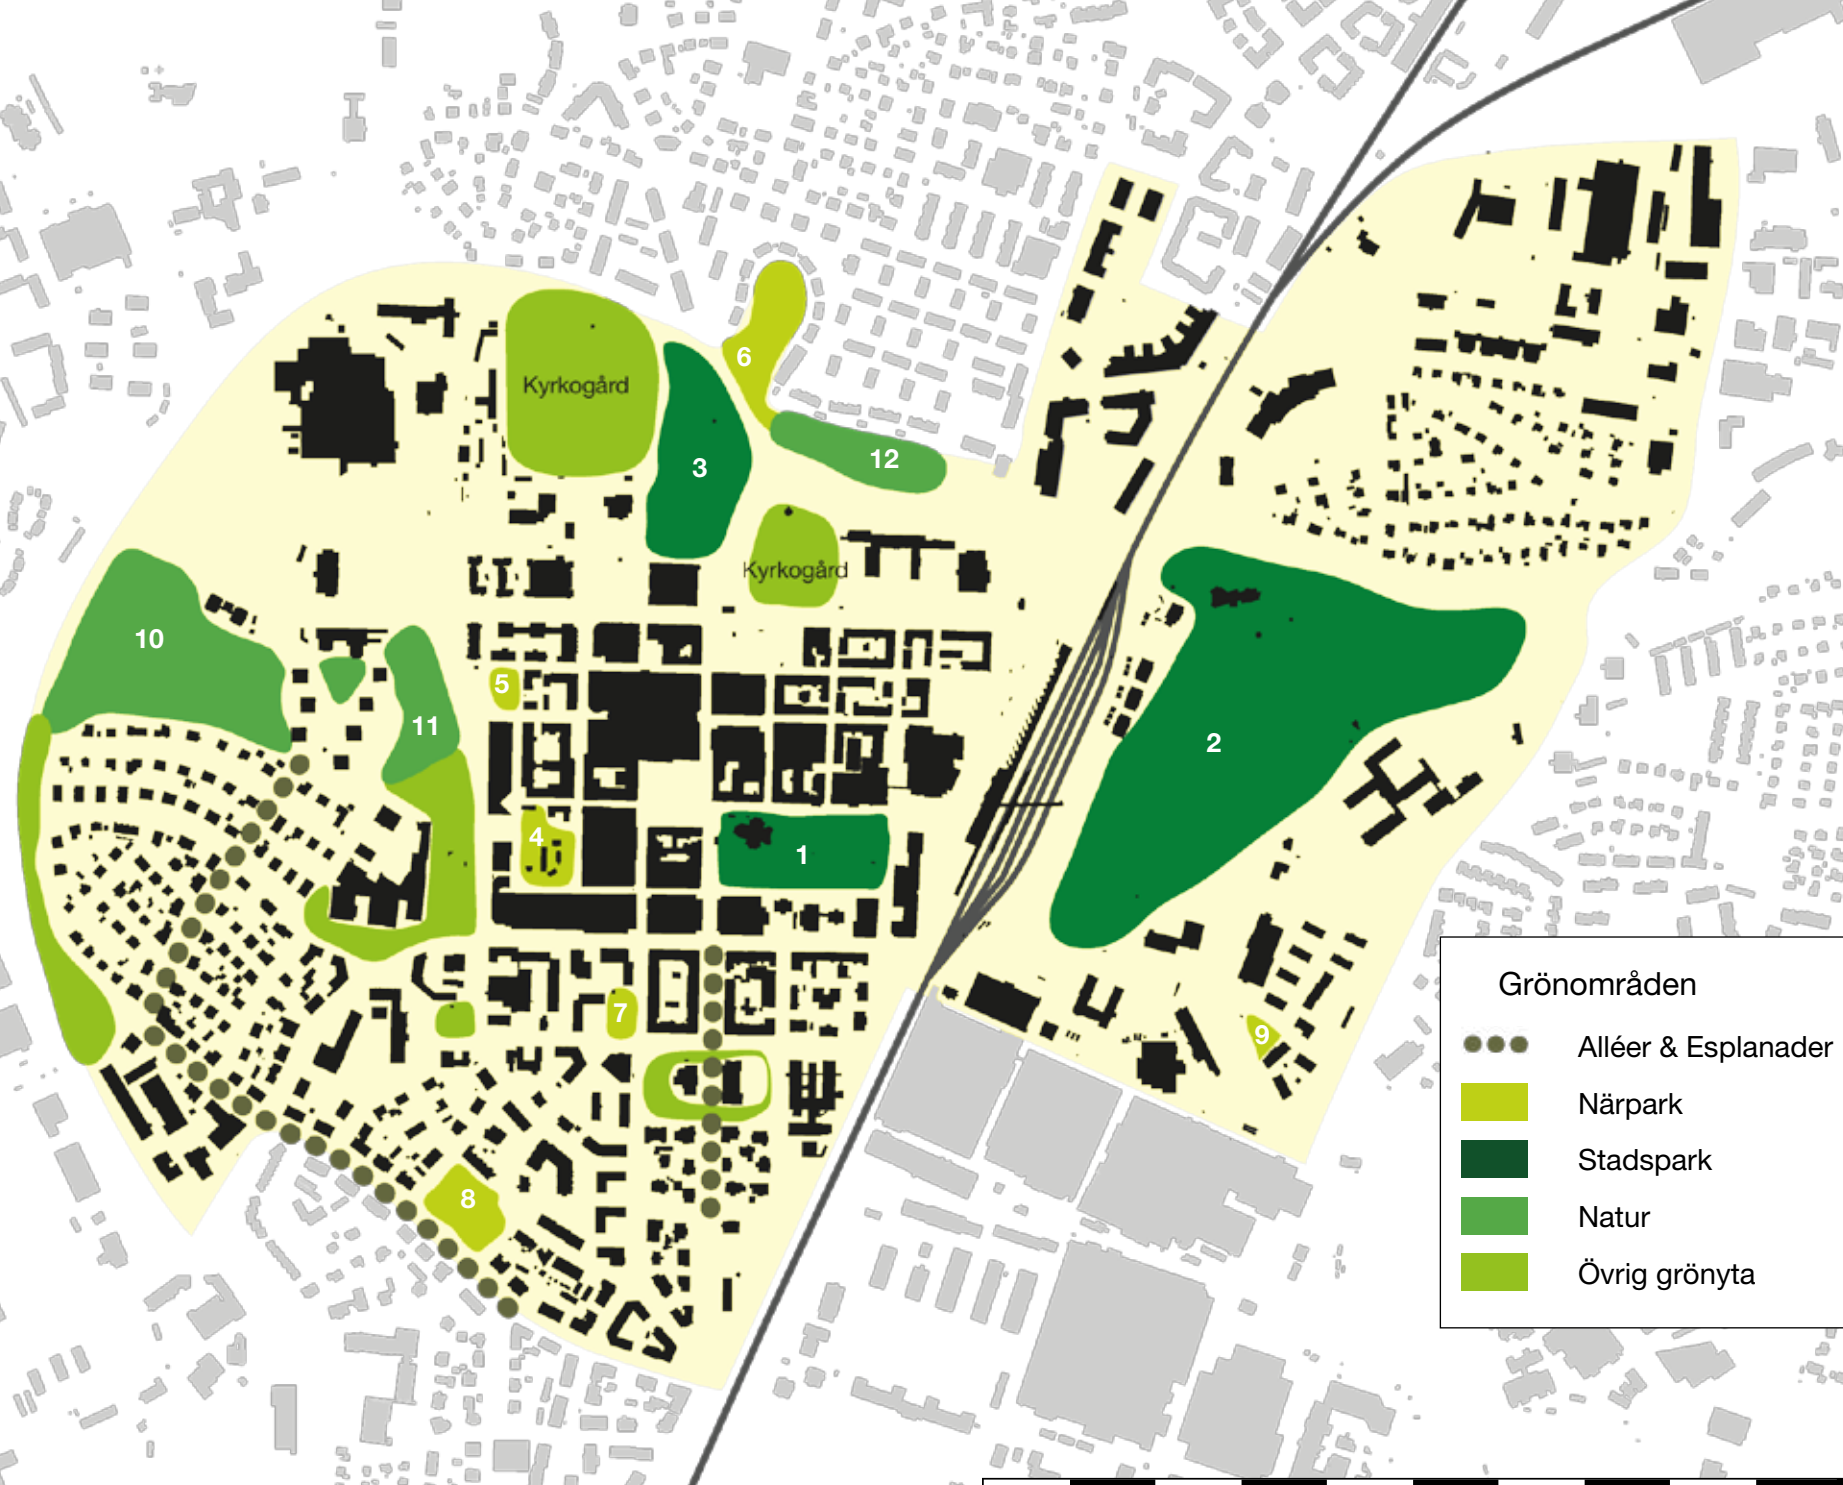 6
Kyrkogård
12
3
Kyrkogård
10
5
11
2
4
1
7
9
8
Grönområden
Alléer & Esplanader
Närpark
Stadspark
Natur
Övrig grönyta